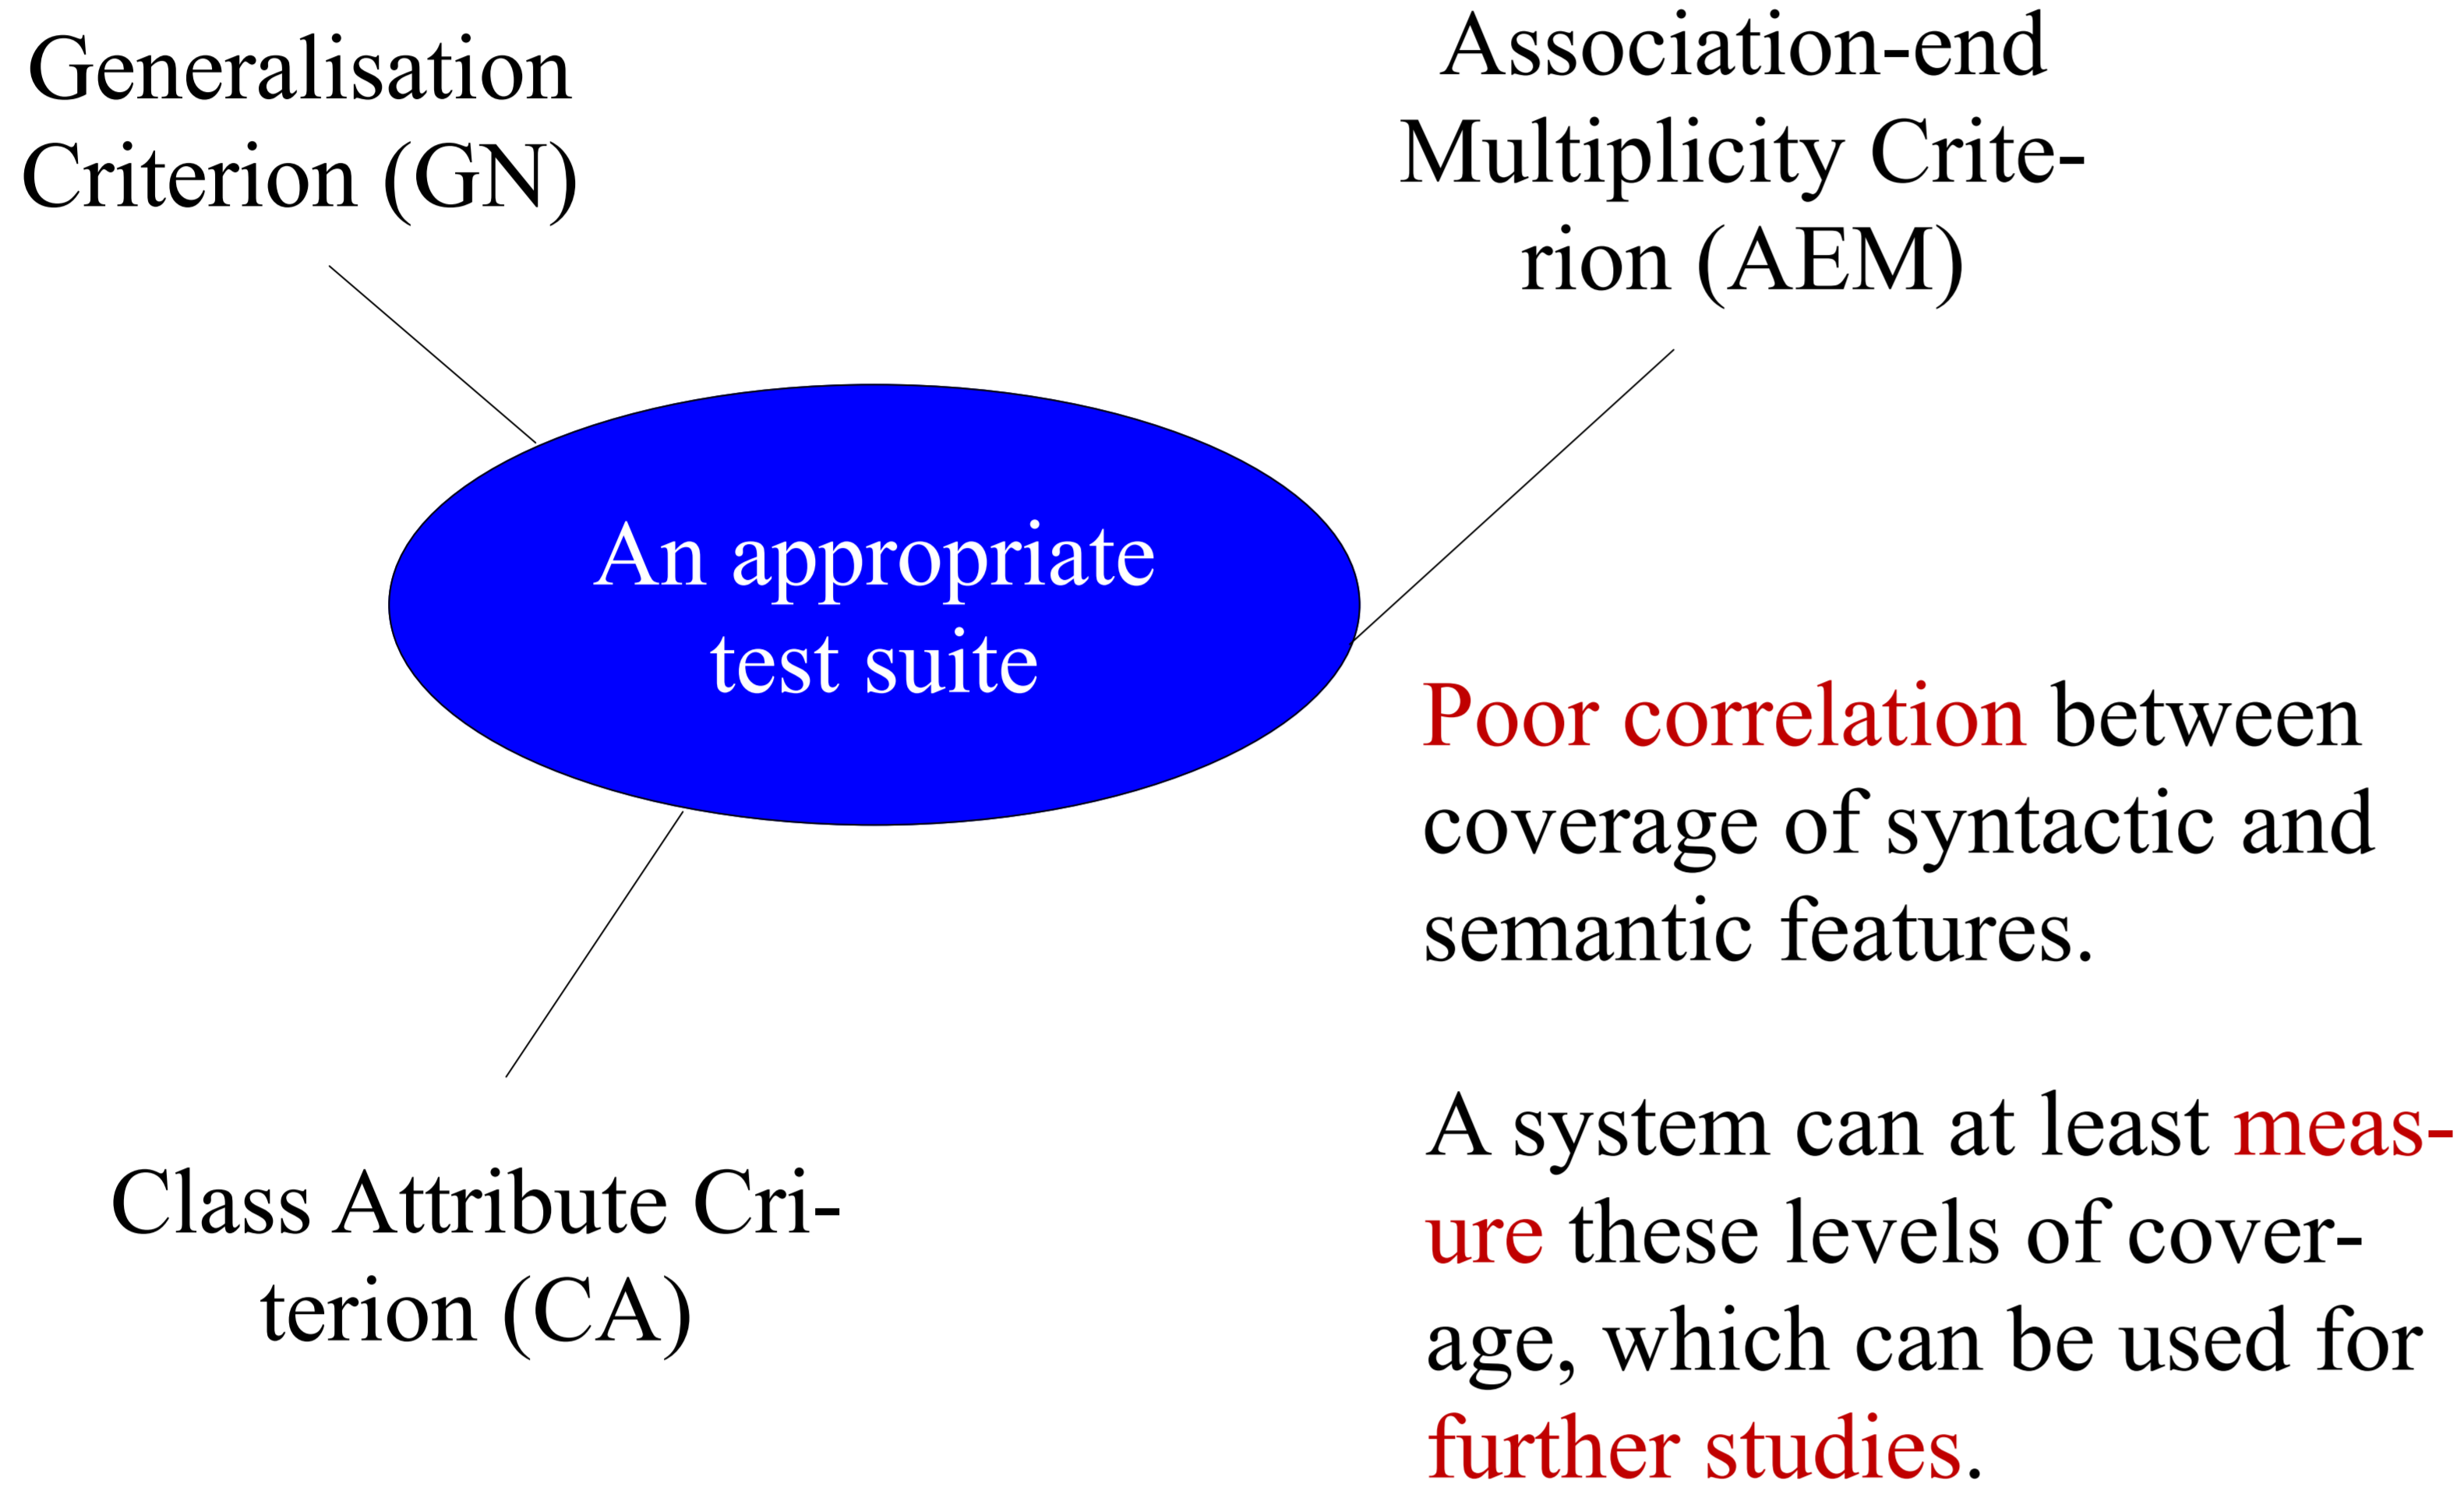 Generalisation
Criterion (GN)
Association-end
Multiplicity Crite-
rion (AEM)
An appropriate
test suite
Poor correlation between
coverage of syntactic and
semantic features.
A system can at least meas-
ure these levels of cover-
age, which can be used for
further studies.
Class Attribute Cri-
terion (CA)